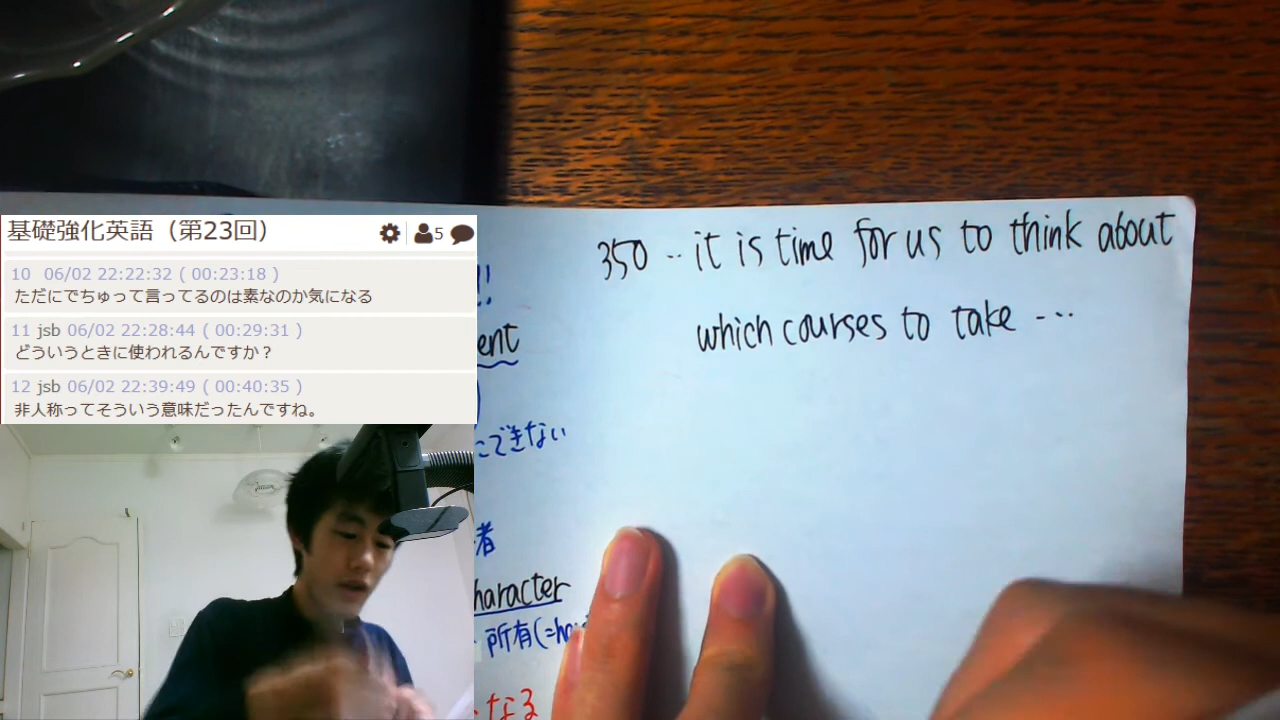 基礎強化英語（第23回）
5
10 06/02 22:22:32 ( 00:23:18 )
ただにでちゅって言ってるのは素なのか気になる
11 jsb 06/02 22:28:44 ( 00:29:31 )
どういうときに使われるんですか？
12 jsb 06/02 22:39:49 ( 00:40:35 )
非人称ってそういう意味だったんですね。
350 ‥ it is time for us to think about
which courses to take ---
!!
ent
にできない
者
haracter
所有(=ha
なる